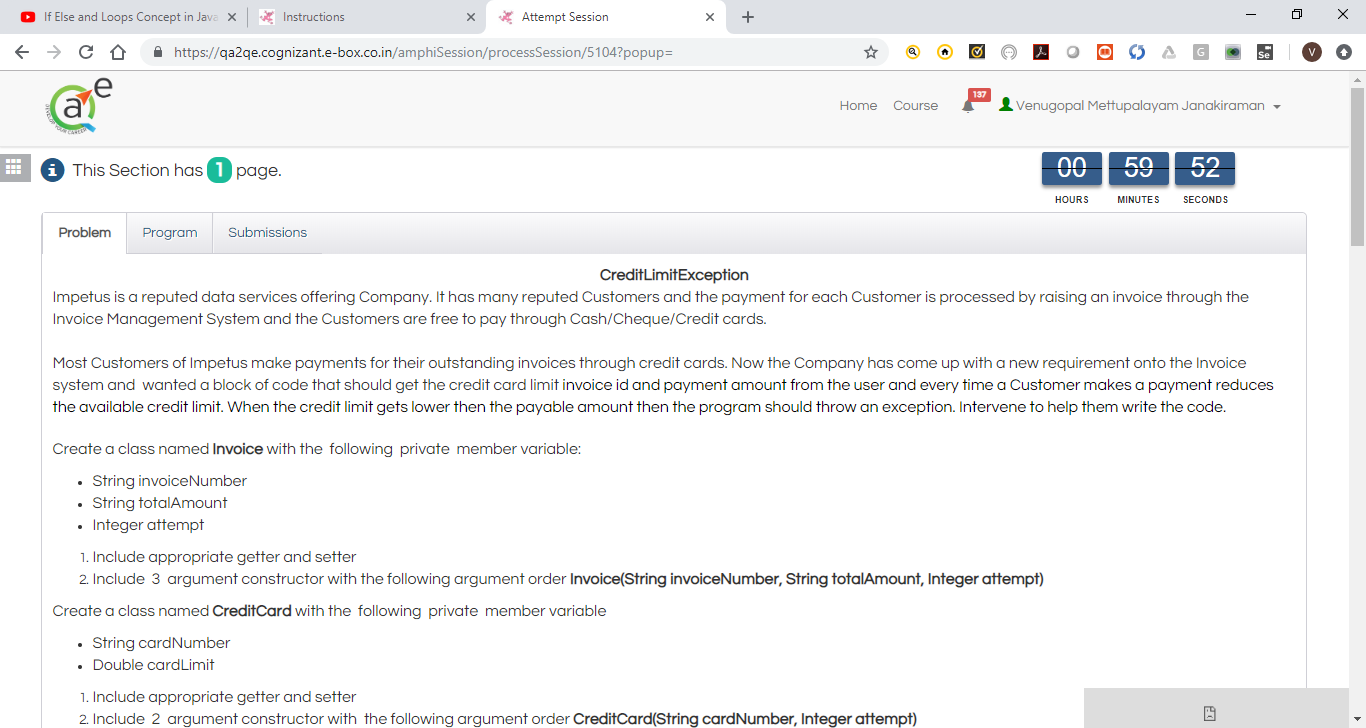 If Else and Loops Concept in Java
Instructions
Attempt Session
https://qa2qe.cognizant.e-box.co.in/amphiSession/processSession/5104?popup=
G
Se
V
a e
Home
Course
137
Venugopal Mettupalayam Janakiraman
This Section has 1 page.
00 59 52
HOURS MINUTES SECONDS
Problem
Program
Submissions
CreditLimitException
Impetus is a reputed data services offering Company. It has many reputed Customers and the payment for each Customer is processed by raising an invoice through the
Invoice Management System and the Customers are free to pay through Cash/Cheque/Credit cards.
Most Customers of Impetus make payments for their outstanding invoices through credit cards. Now the Company has come up with a new requirement onto the Invoice
system and wanted a block of code that should get the credit card limit invoice id and payment amount from the user and every time a Customer makes a payment reduces
the available credit limit. When the credit limit gets lower then the payable amount then the program should throw an exception. Intervene to help them write the code.
Create a class named Invoice with the following private member variable:
• String invoiceNumber
• String totalAmount
• Integer attempt
1. Include appropriate getter and setter
2. Include 3 argument constructor with the following argument order Invoice(String invoiceNumber, String totalAmount, Integer attempt)
Create a class named CreditCard with the following private member variable
• String cardNumber
• Double cardLimit
1. Include appropriate getter and setter
2. Include 2 argument constructor with the following argument order CreditCard(String cardNumber, Integer attempt)